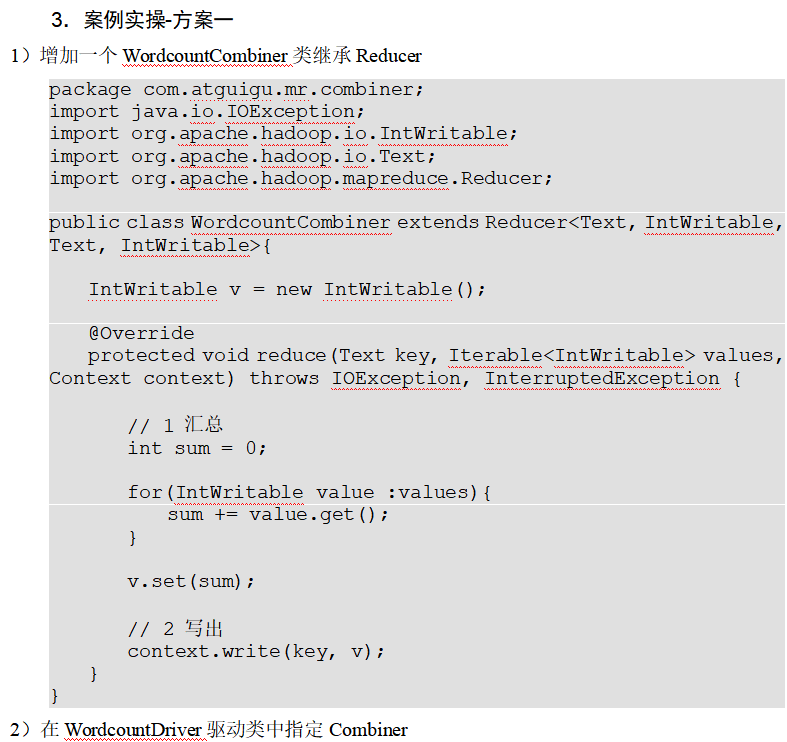 3. 案例实操-方案一
1）增加一个 WordcountCombiner 类继承 Reducer
package com.atguigu.mr.combiner;
import java.io.IOException;
import org.apache.hadoop.io.IntWritable;
import org.apache.hadoop.io.Text;
import org.apache.hadoop.mapreduce.Reducer;
public class WordcountCombiner extends Reducer<Text, IntWritable,
Text, IntWritable>{
IntWritable v = new IntWritable();
@Override
protected void reduce(Text key, Iterable<IntWritable> values,
Context context) throws IOException, InterruptedException {
// 1 汇总
int sum = 0;
for(IntWritable value :values){
sum += value.get();
}
v.set(sum);
// 2 写出
context.write(key, v);
}
}
2）在 WordcountDriver 驱动类中指定 Combiner